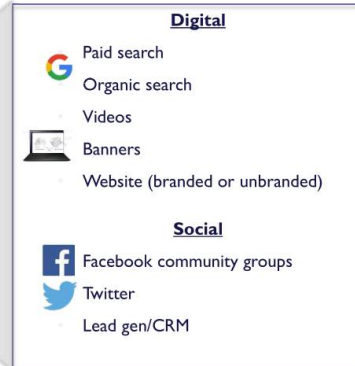 Digital
Paid search
Organic search
Videos
Banners
Website (branded or unbranded)
Social
Facebook community groups
Twitter
Lead gen/CRM